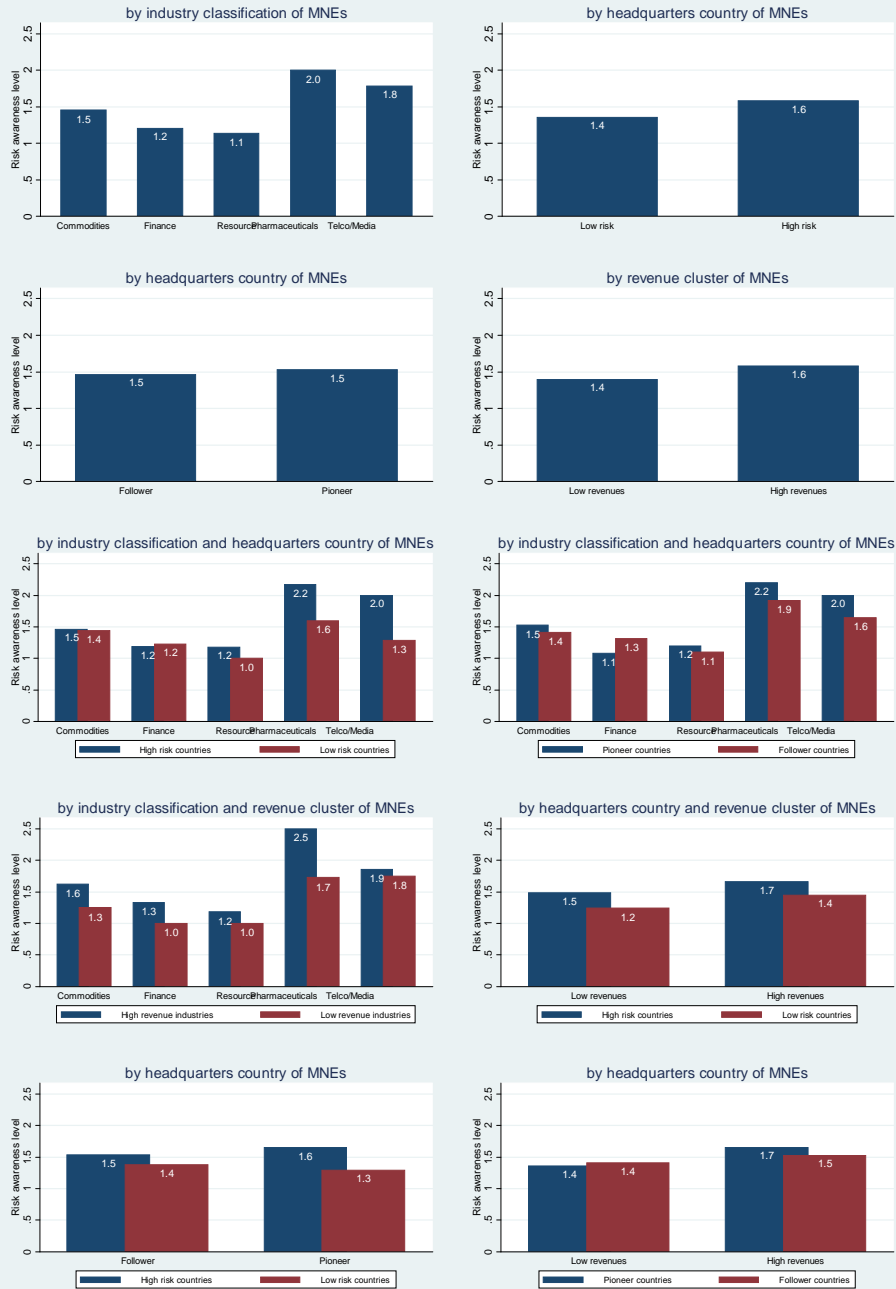 by industry classification of MNEs
Risk awareness level
0 .5 1 1.5 2 2.5
1.5 1.2 1.1 2.0 1.8
Commodities Finance Resource Pharmaceuticals Telco/Media
by headquarters country of MNEs
Risk awareness level
0 .5 1 1.5 2 2.5
1.4 1.6
Low risk High risk
by headquarters country of MNEs
Risk awareness level
0 .5 1 1.5 2 2.5
1.5 1.5
Follower Pioneer
by revenue cluster of MNEs
Risk awareness level
0 .5 1 1.5 2 2.5
1.4 1.6
Low revenues High revenues
by industry classification and headquarters country of MNEs
Risk awareness level
0 .5 1 1.5 2 2.5
1.5 1.4 1.2 1.2 1.2 1.0 2.2 1.6 2.0 1.3
Commodities Finance Resource Pharmaceuticals Telco/Media
High risk countries Low risk countries
by industry classification and headquarters country of MNEs
Risk awareness level
0 .5 1 1.5 2 2.5
1.5 1.4 1.1 1.3 1.2 1.1 2.2 1.9 2.0 1.6
Commodities Finance Resource Pharmaceuticals Telco/Media
Pioneer countries Follower countries
by industry classification and revenue cluster of MNEs
Risk awareness level
0 .5 1 1.5 2 2.5
1.6 1.3 1.3 1.0 1.2 1.0 2.5 1.7 1.9 1.8
Commodities Finance Resource Pharmaceuticals Telco/Media
High revenue industries Low revenue industries
by headquarters country and revenue cluster of MNEs
Risk awareness level
0 .5 1 1.5 2 2.5
1.5 1.2 1.7 1.4
Low revenues High revenues
High risk countries Low risk countries
by headquarters country of MNEs
Risk awareness level
0 .5 1 1.5 2 2.5
1.5 1.4 1.6 1.3
Follower Pioneer
High risk countries Low risk countries
by headquarters country of MNEs
Risk awareness level
0 .5 1 1.5 2 2.5
1.4 1.4 1.7 1.5
Low revenues High revenues
Pioneer countries Follower countries